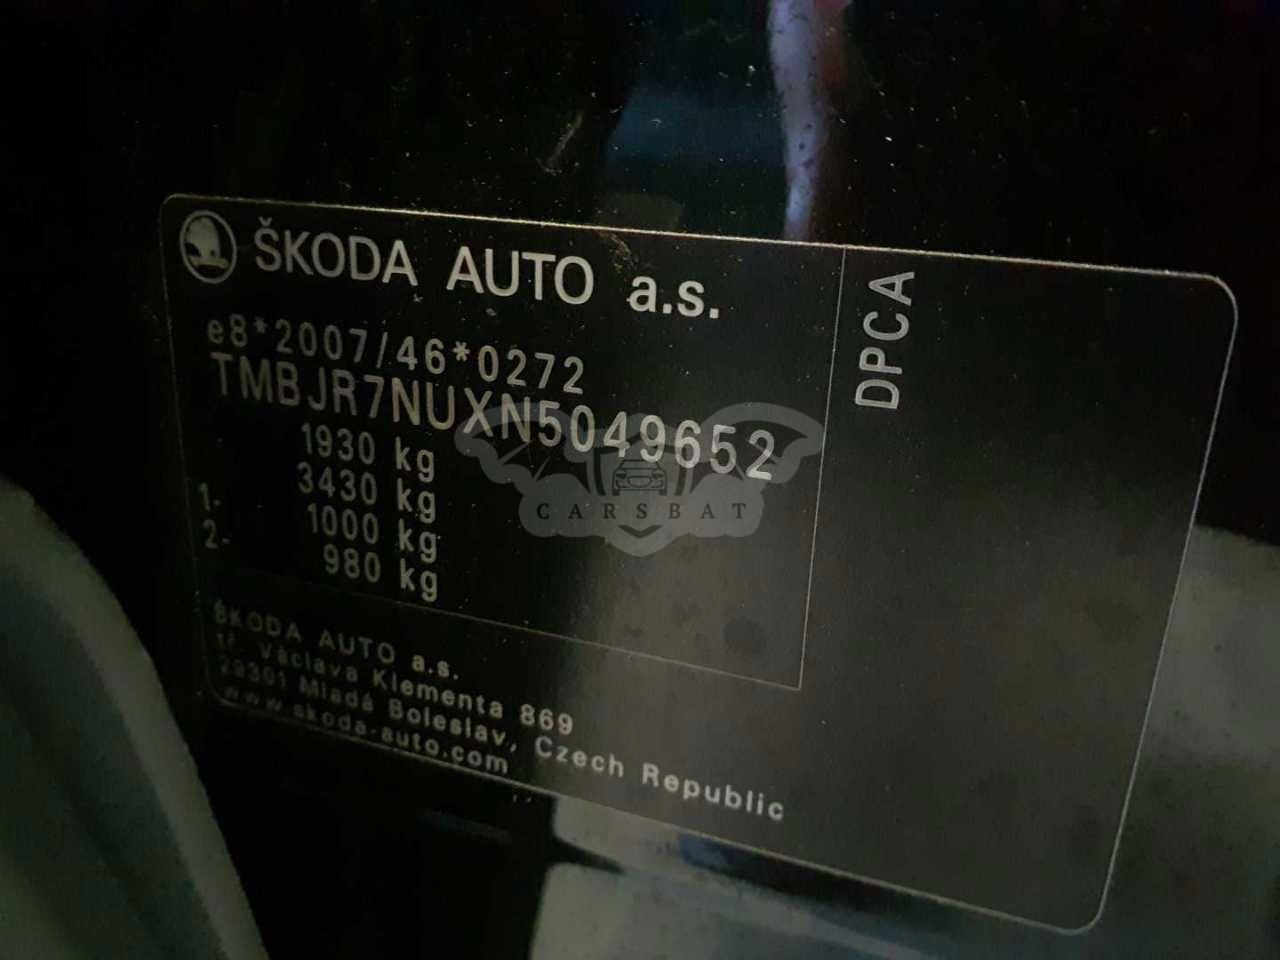 ŠKODA AUTO a.s.
DPCA
e8*2007/46*0272
TMBJR7NUXN5049652
1930 kg
3430 kg
1- 1000 kg
2- 980 kg
CARSBAT
ŠKODA AUTO a.s.
tř. Václava Klementa 869
29301 Mladá Boleslav, Czech Republic
www.skoda-auto.com